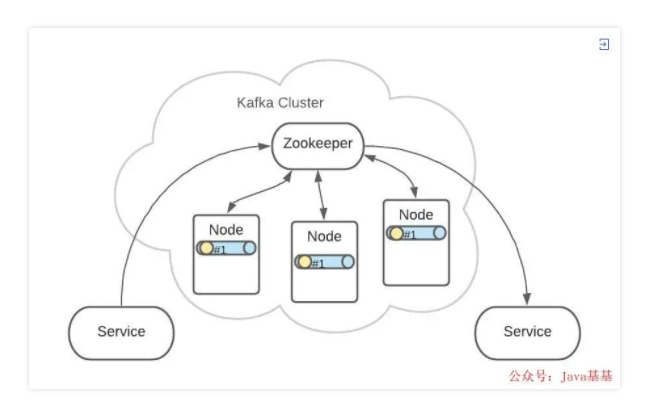 Kafka Cluster
Zookeeper
Node
#1
Node
#1
Node
#1
Service
Service
公众号：Java基基